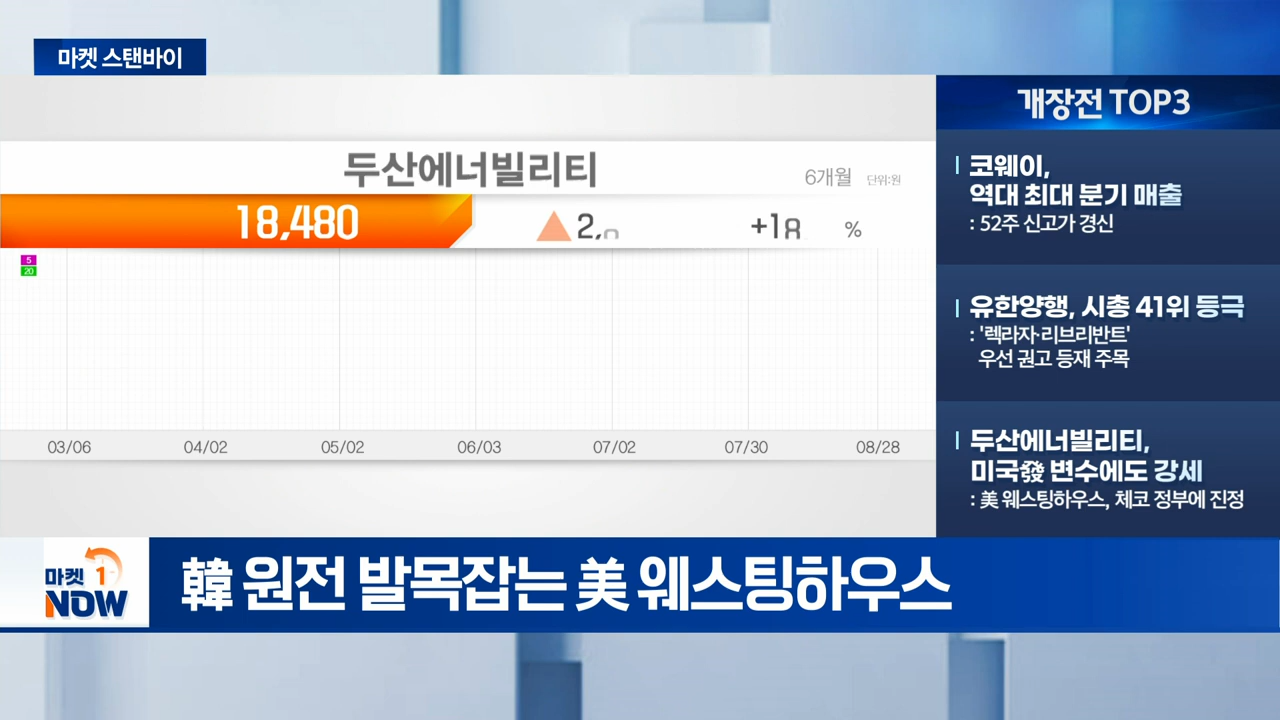 마켓 스탠바이
두산에너빌리티
6개월 단위:원
18,480
%
5
20
03/06 04/02 05/02 06/03 07/02 07/30 08/28
개장전 TOP3
코웨이,
역대 최대 분기 매출
: 52주 신고가 경신
유한양행, 시총 41위 등극
: '렉라자·리브리반트'
우선 권고 등재 주목
두산에너빌리티,
미국發 변수에도 강세
: 美 웨스팅하우스, 체코 정부에 진정
마켓 1
NOW
韓 원전 발목잡는 美 웨스팅하우스